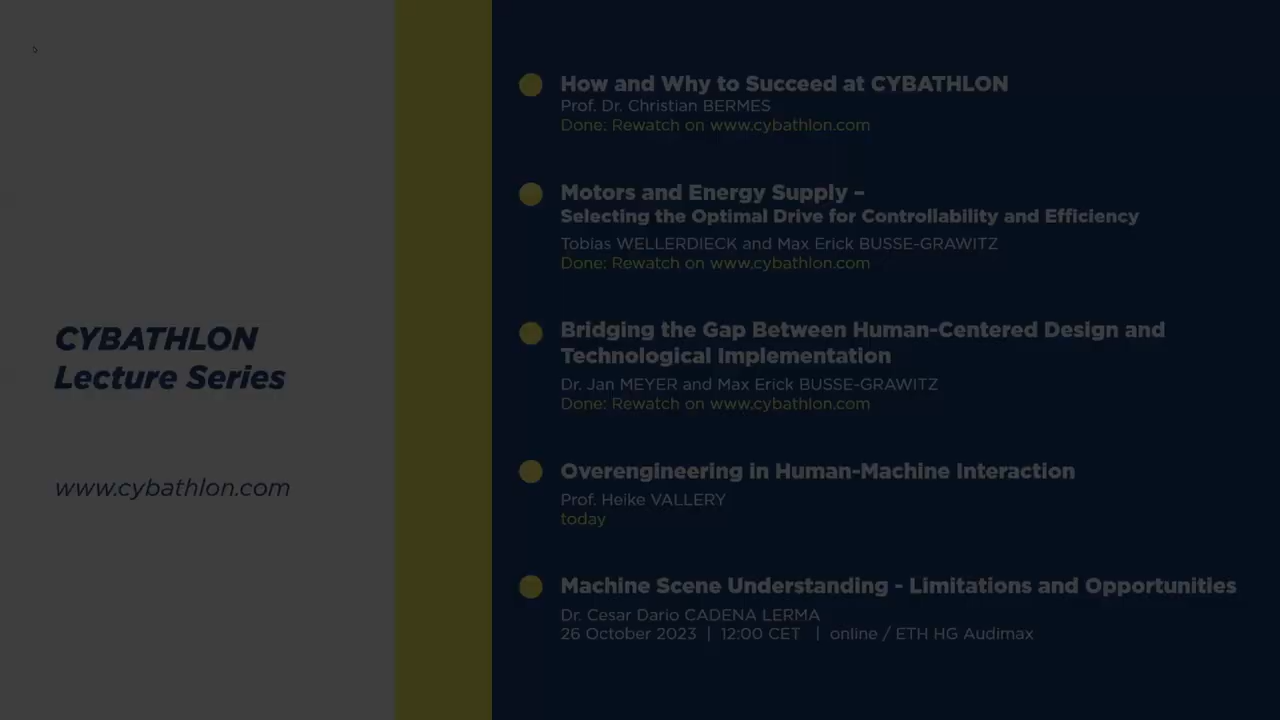 CYBATHLON
Lecture Series
www.cybathlon.com
How and Why to Succeed at CYBATHLON
Prof. Dr. Christian BERMES
Done: Rewatch on www.cybathlon.com
Motors and Energy Supply –
Selecting the Optimal Drive for Controllability and Efficiency
Tobias WELLERDIECK and Max Erick BUSSE-GRAWITZ
Done: Rewatch on www.cybathlon.com
Bridging the Gap Between Human-Centered Design and
Technological Implementation
Dr. Jan MEYER and Max Erick BUSSE-GRAWITZ
Done: Rewatch on www.cybathlon.com
Overengineering in Human-Machine Interaction
Prof. Heike VALLERY
today
Machine Scene Understanding - Limitations and Opportunities
Dr. Cesar Dario CADENA LERMA
26 October 2023 | 12:00 CET | online / ETH HG Audimax